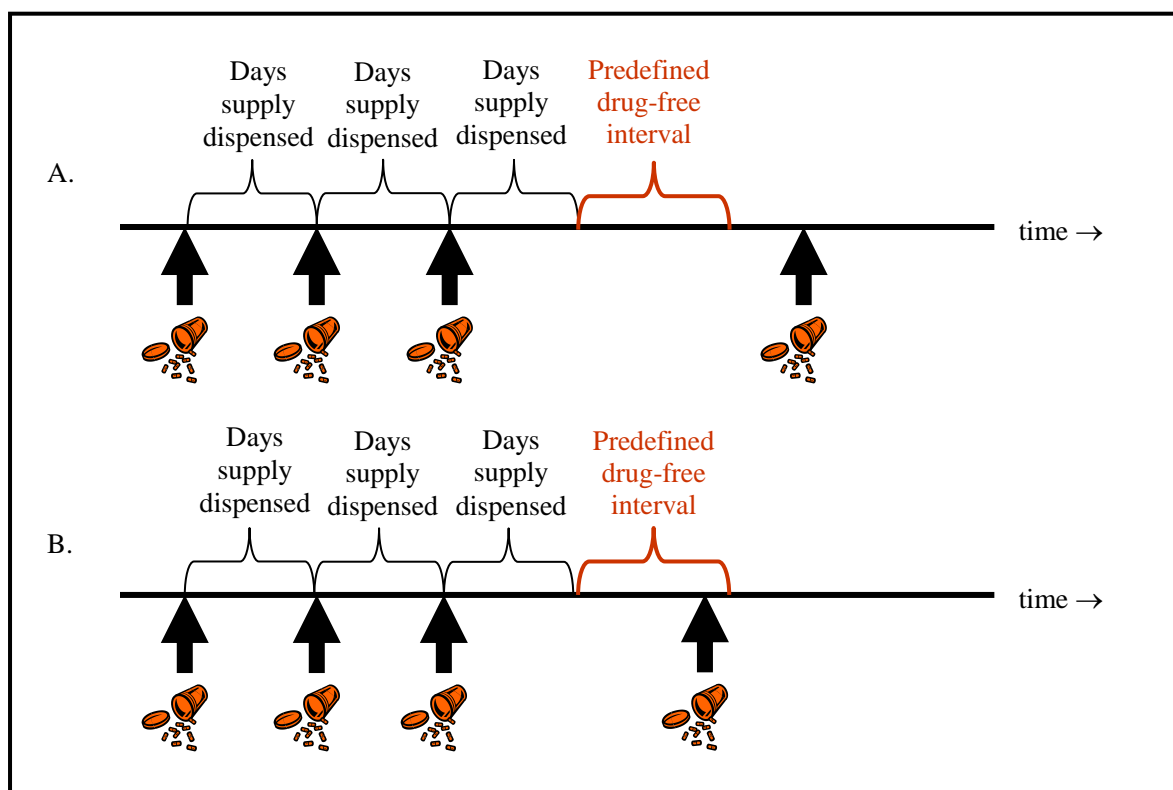 Days
supply
dispensed
Days
supply
dispensed
Days
supply
dispensed
Predefined
drug-free
interval
A.
time →
Days
supply
dispensed
Days
supply
dispensed
Days
supply
dispensed
Predefined
drug-free
interval
B.
time →